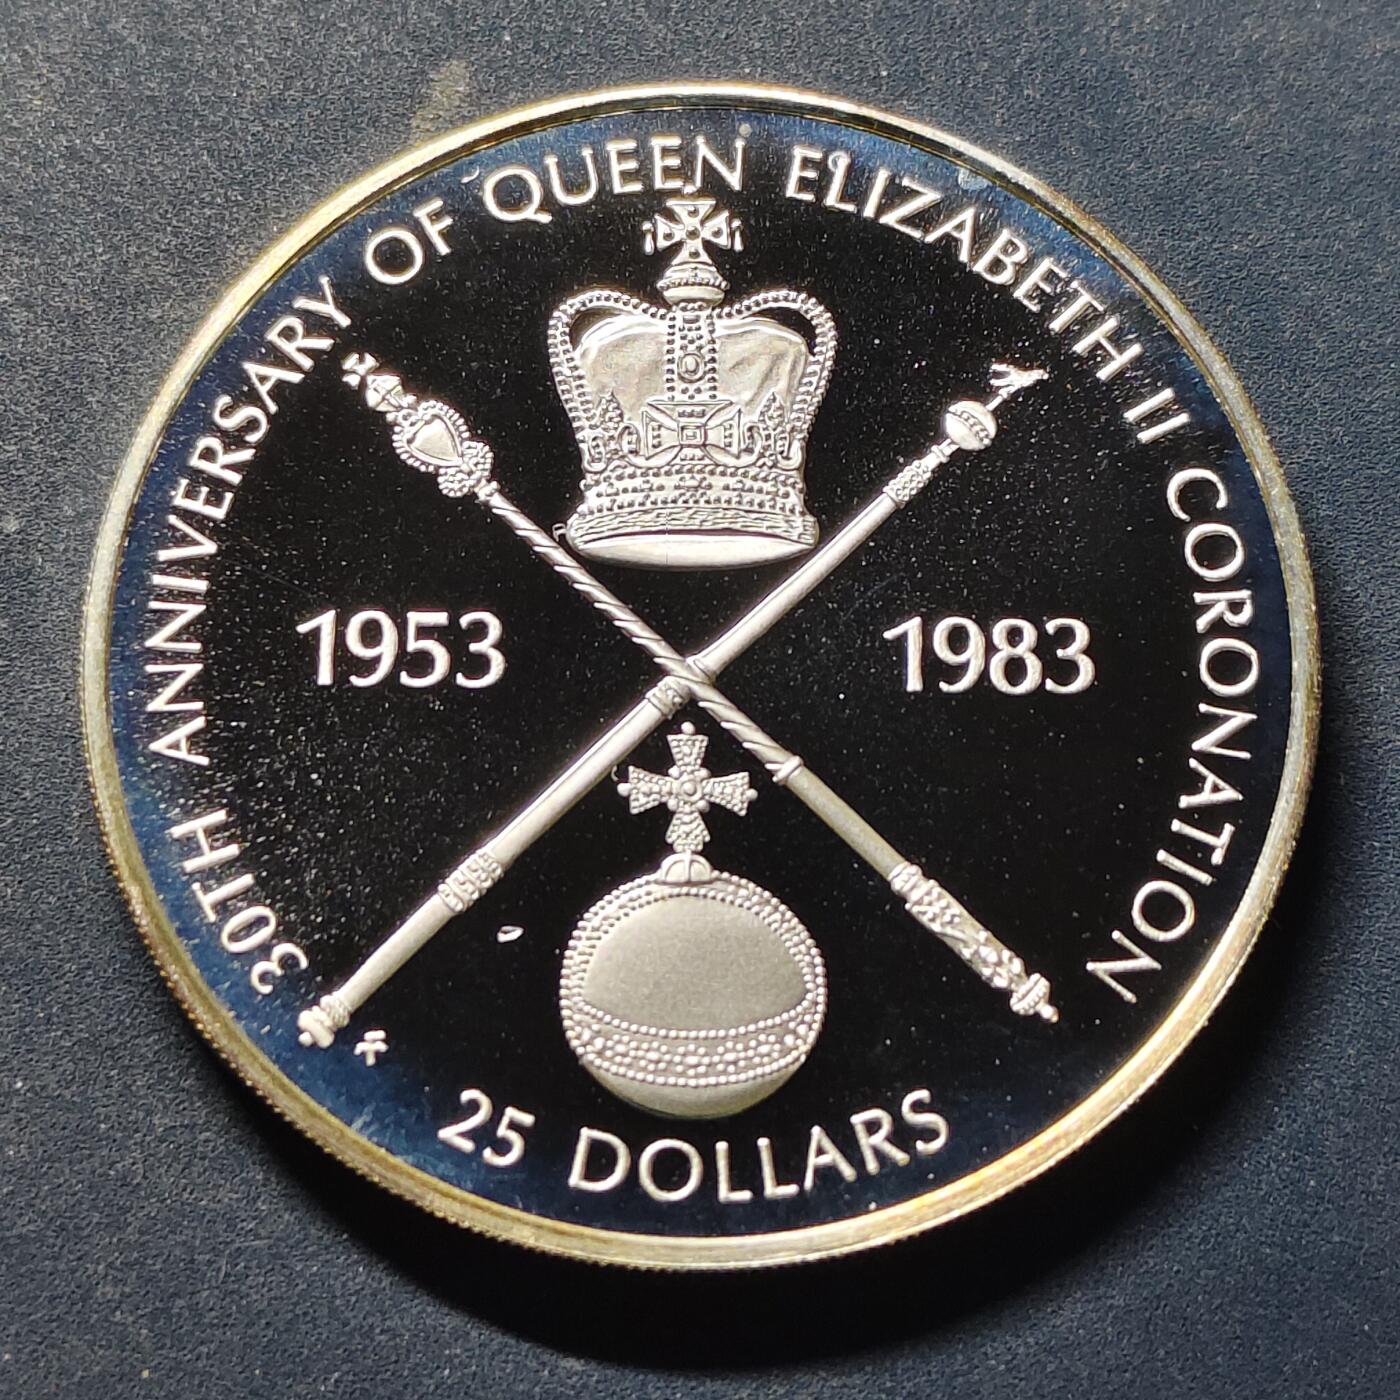 30TH ANNIVERSARY OF QUEEN ELIZABETH II CORONATION
1953
1983
25 DOLLARS